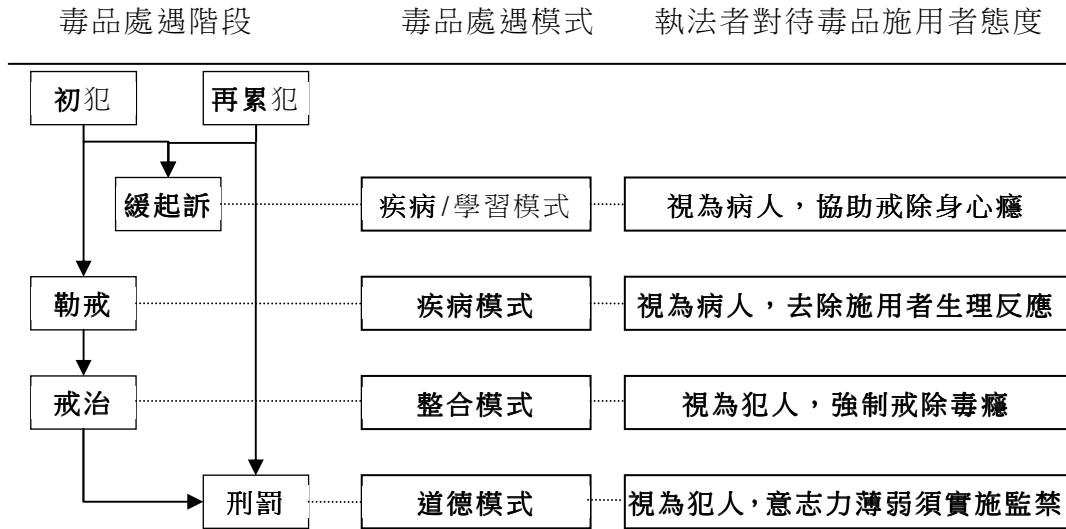 毒品處遇階段 毒品處遇模式 執法者對待毒品施用者態度
初犯 再累犯
緩起訴 疾病/學習模式 視為病人，協助戒除身心癮
勒戒 疾病模式 視為病人，去除施用者生理反應
戒治 整合模式 視為犯人，強制戒除毒癮
刑罰 道德模式 視為犯人，意志力薄弱須實施監禁